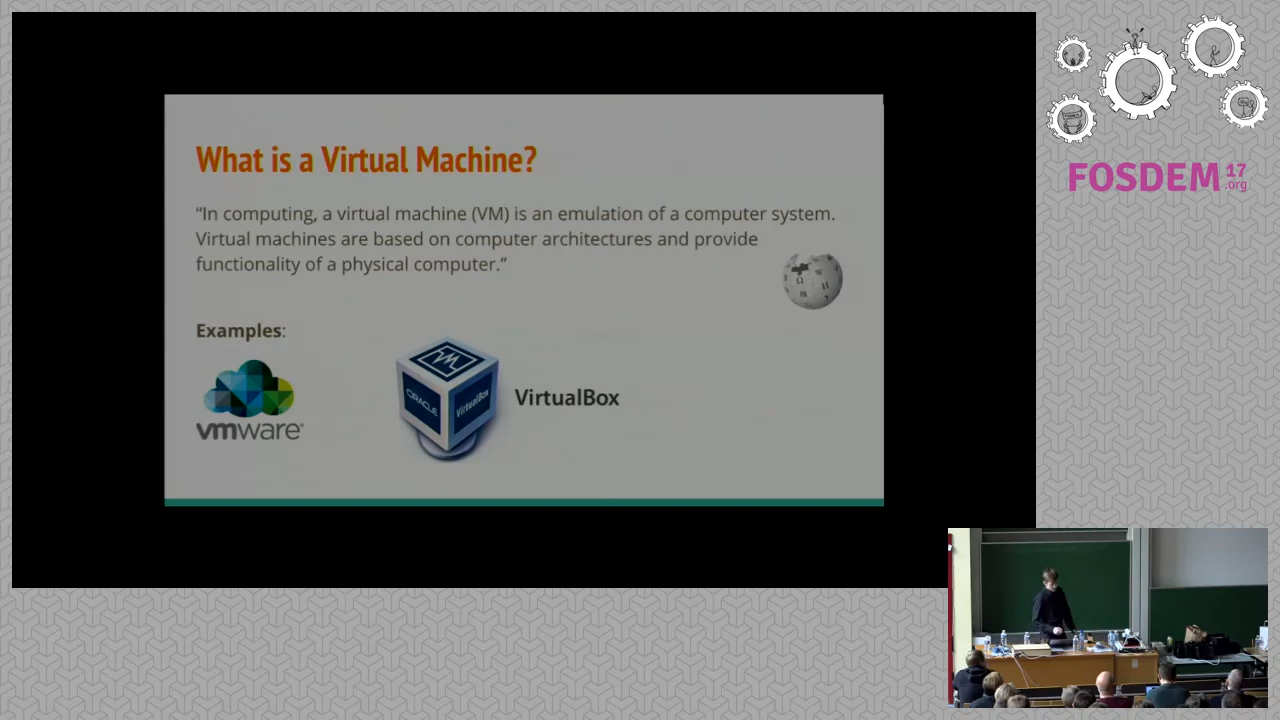 What is a Virtual Machine?
“In computing, a virtual machine (VM) is an emulation of a computer system.
Virtual machines are based on computer architectures and provide
functionality of a physical computer.”
Examples:
vmware
ORACLE
VirtualBox
VirtualBox
FOSDEM 17
.org